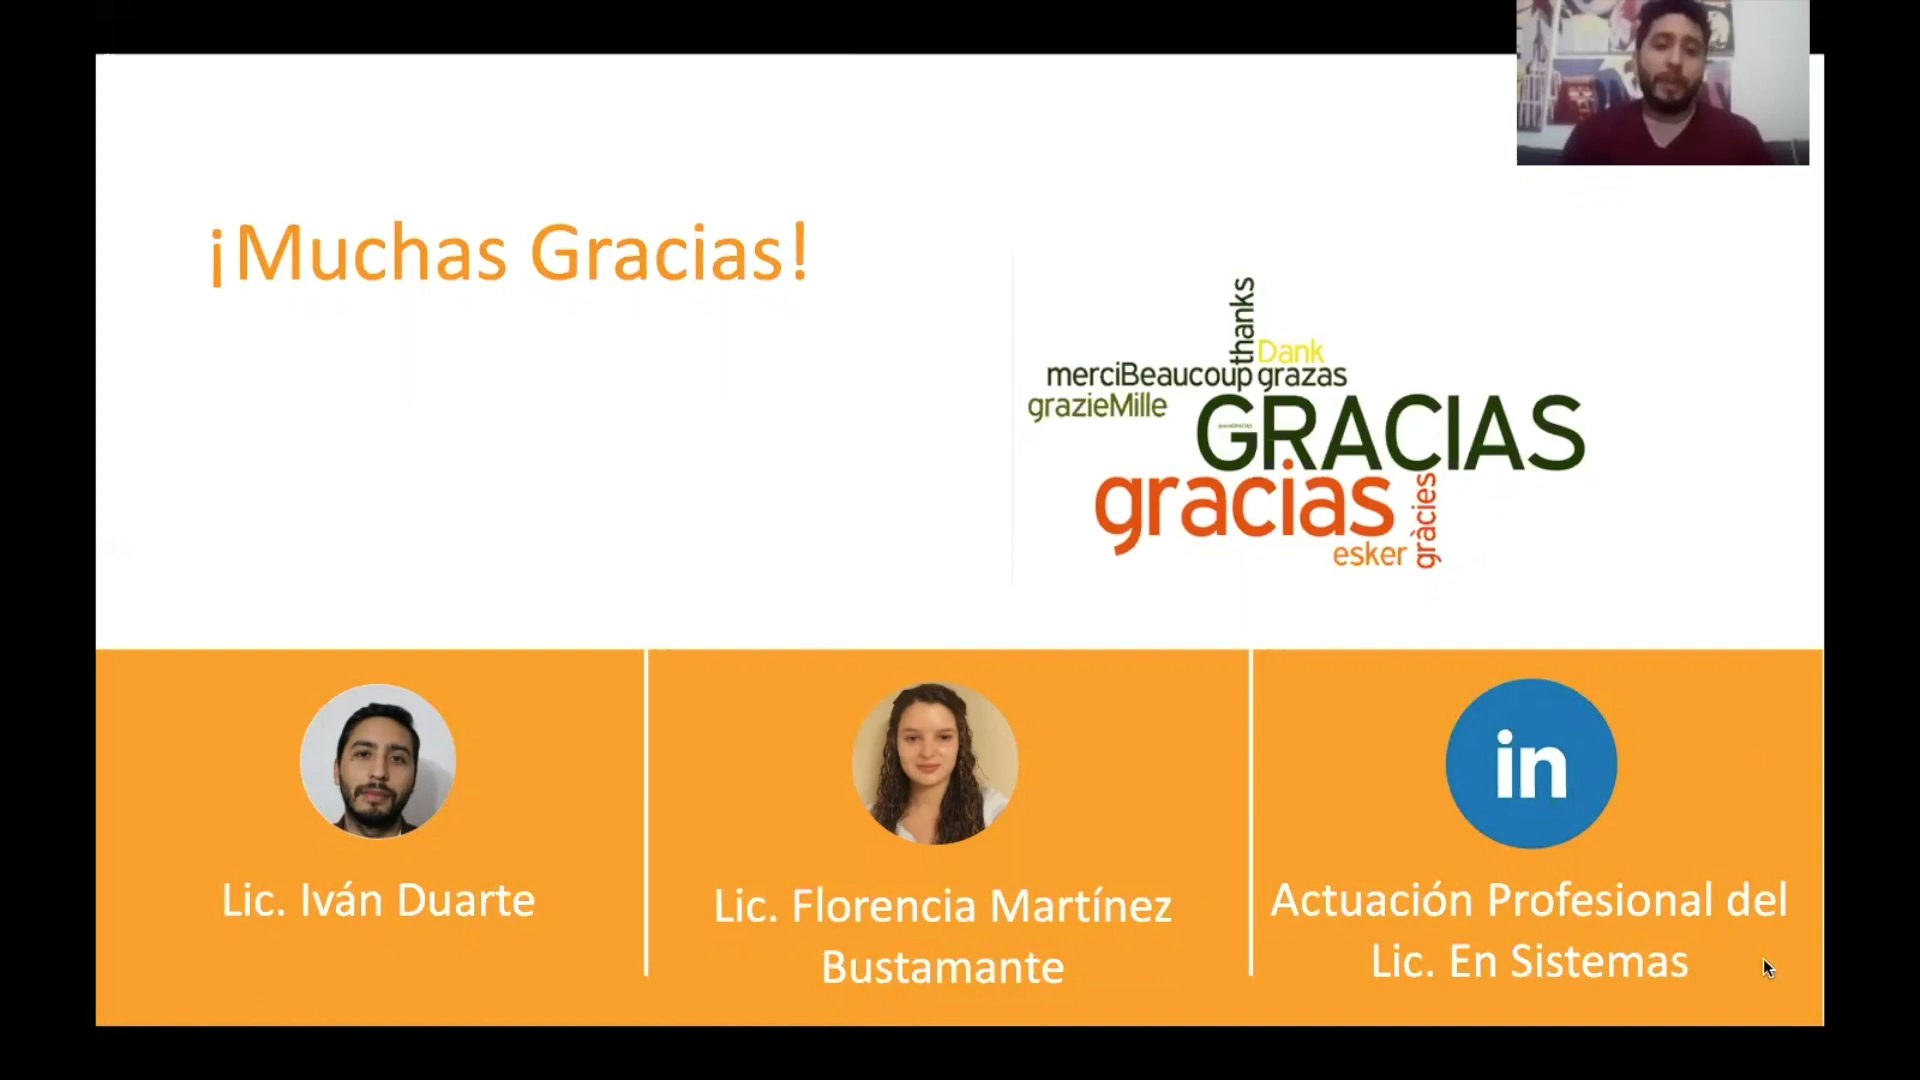 ¡Muchas Gracias!
thanks
Dank
merciBeaucoup grazas
grazieMille
GRACIAS
gracias
gràcies
esker
in
Lic. Iván Duarte
Lic. Florencia Martínez
Bustamante
Actuación Profesional del
Lic. En Sistemas